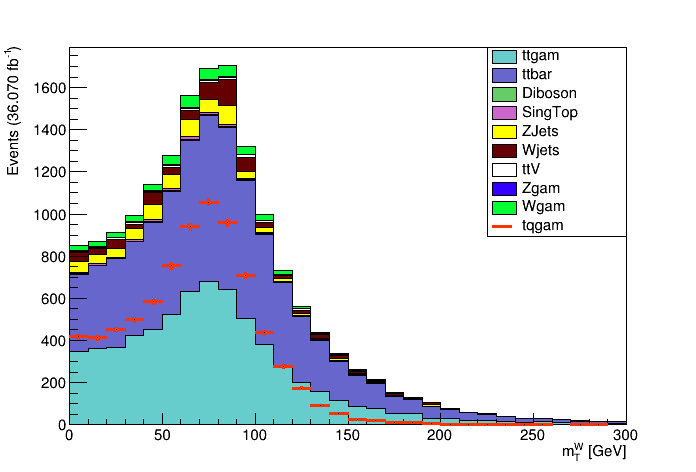 Events (36.070 fb⁻¹)
1600
1400
1200
1000
800
600
400
200
0
0 50 100 150 200 250 300
m_T^W [GeV]
ttgam
ttbar
Diboson
SingTop
ZJets
Wjets
ttV
Zgam
Wgam
tqgam